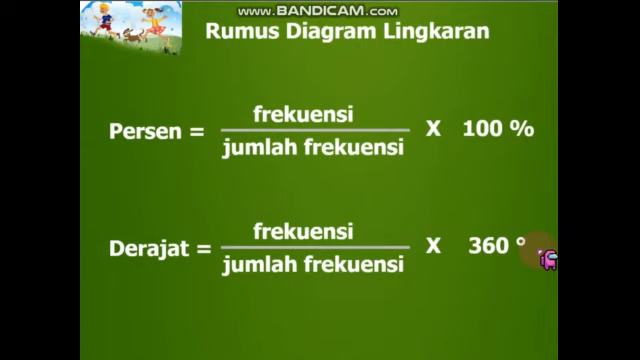 www.BANDICAM.com
Rumus Diagram Lingkaran
Persen = frekuensi X 100 %
jumlah frekuensi
Derajat = frekuensi X 360 °
jumlah frekuensi